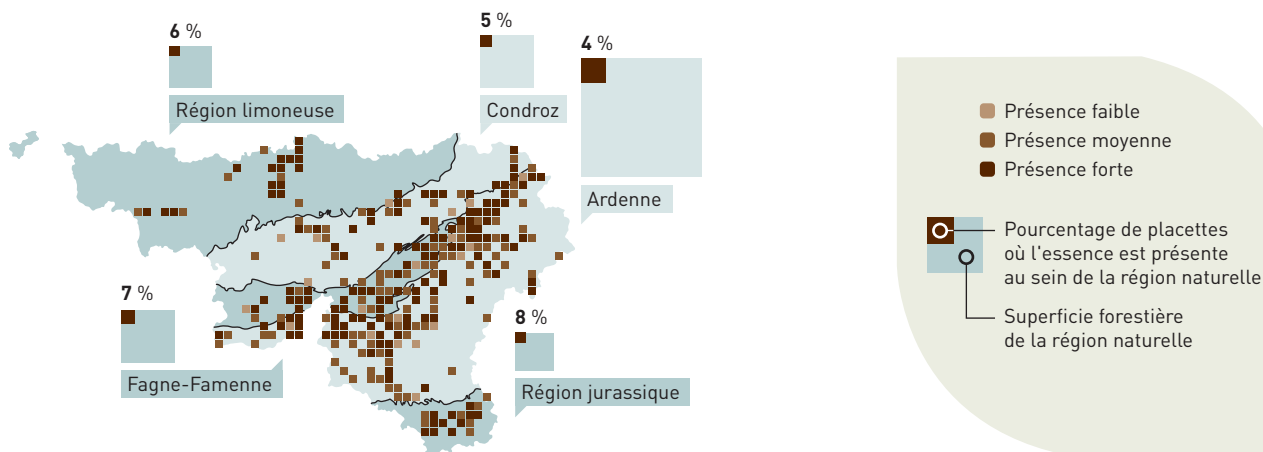 6 %
Région limoneuse
5 %
Condroz
4 %
Ardenne
7 %
Fagne-Famenne
8 %
Région jurassique
Présence faible
Présence moyenne
Présence forte
Pourcentage de placettes
où l'essence est présente
au sein de la région naturelle
Superficie forestière
de la région naturelle